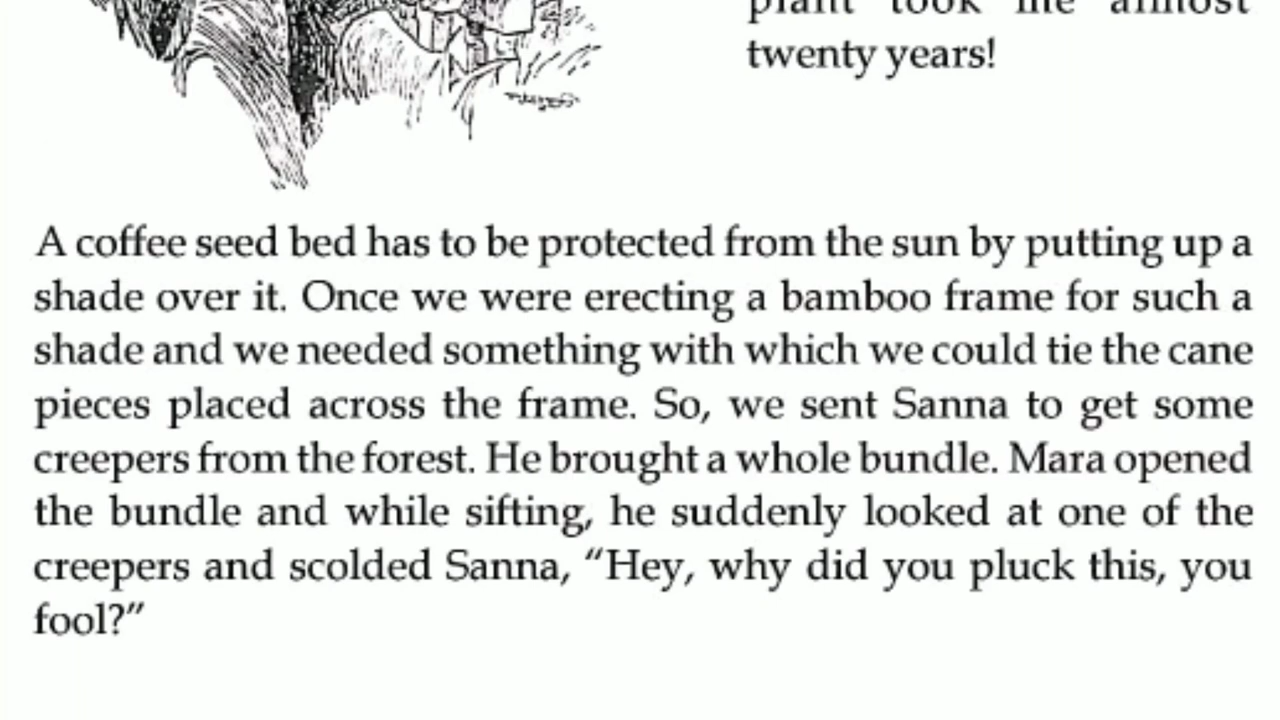 plant took me almost
twenty years!
A coffee seed bed has to be protected from the sun by putting up a
shade over it. Once we were erecting a bamboo frame for such a
shade and we needed something with which we could tie the cane
pieces placed across the frame. So, we sent Sanna to get some
creepers from the forest. He brought a whole bundle. Mara opened
the bundle and while sifting, he suddenly looked at one of the
creepers and scolded Sanna, “Hey, why did you pluck this, you
fool?”